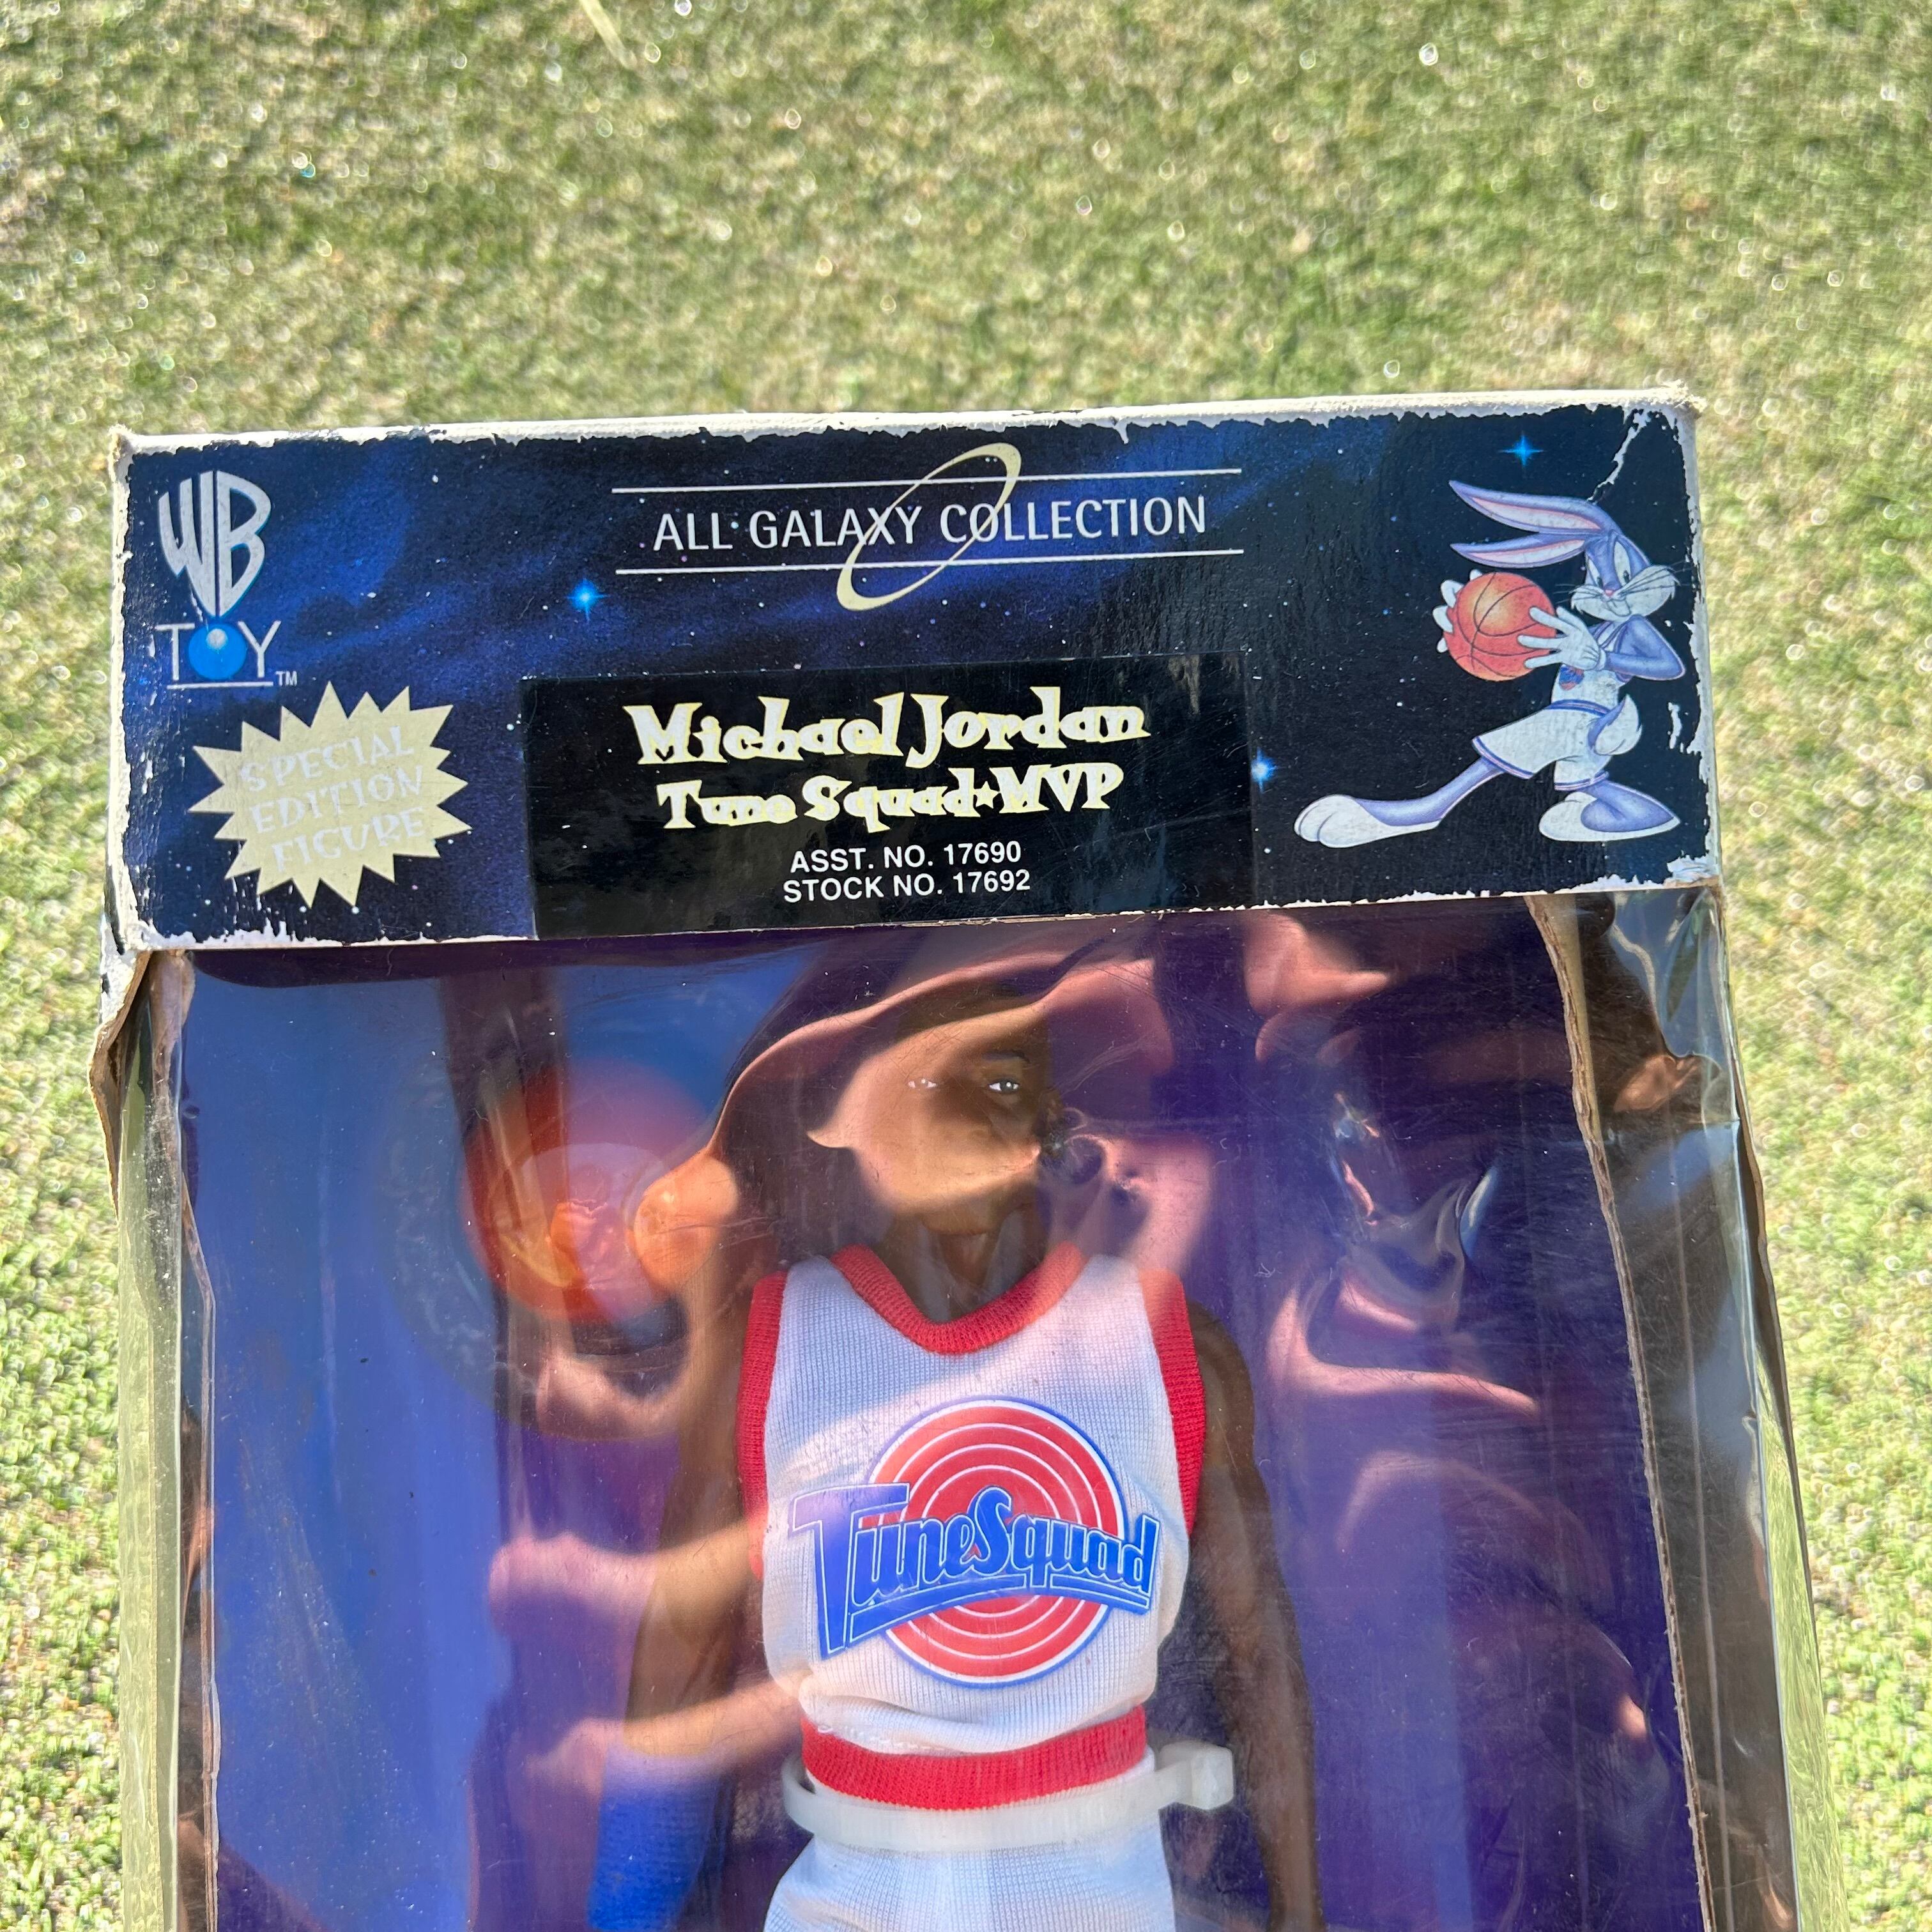 WB
TOY™
ALL GALAXY COLLECTION
SPECIAL
EDITION
FIGURE
Michael Jordan
Tune Squad★MVP
ASST. NO. 17690
STOCK NO. 17692
TuneSquad